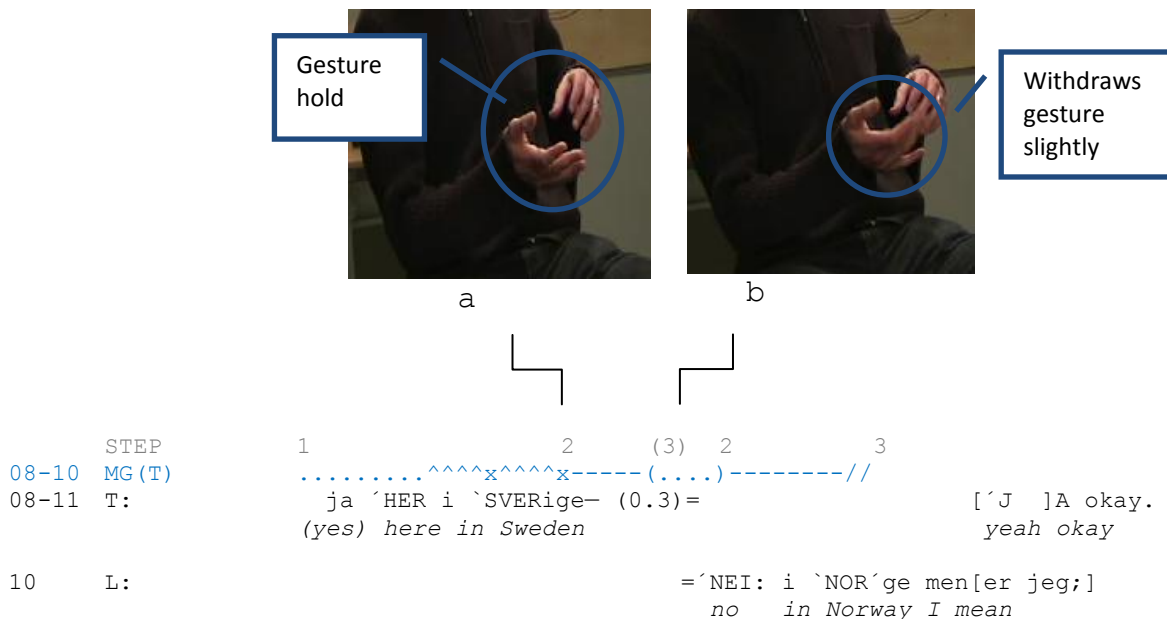 Gesture
hold
Withdraws
gesture
slightly
a b
STEP 1 2 (3) 2 3
08-10 MG(T) .........^^^^x^^^^x-----(....)--------//
08-11 T: ja ´HER i `SVERige— (0.3)= [´J ]A okay.
(yes) here in Sweden yeah okay
10 L: =´NEI: i `NOR´ge men[er jeg;]
no in Norway I mean